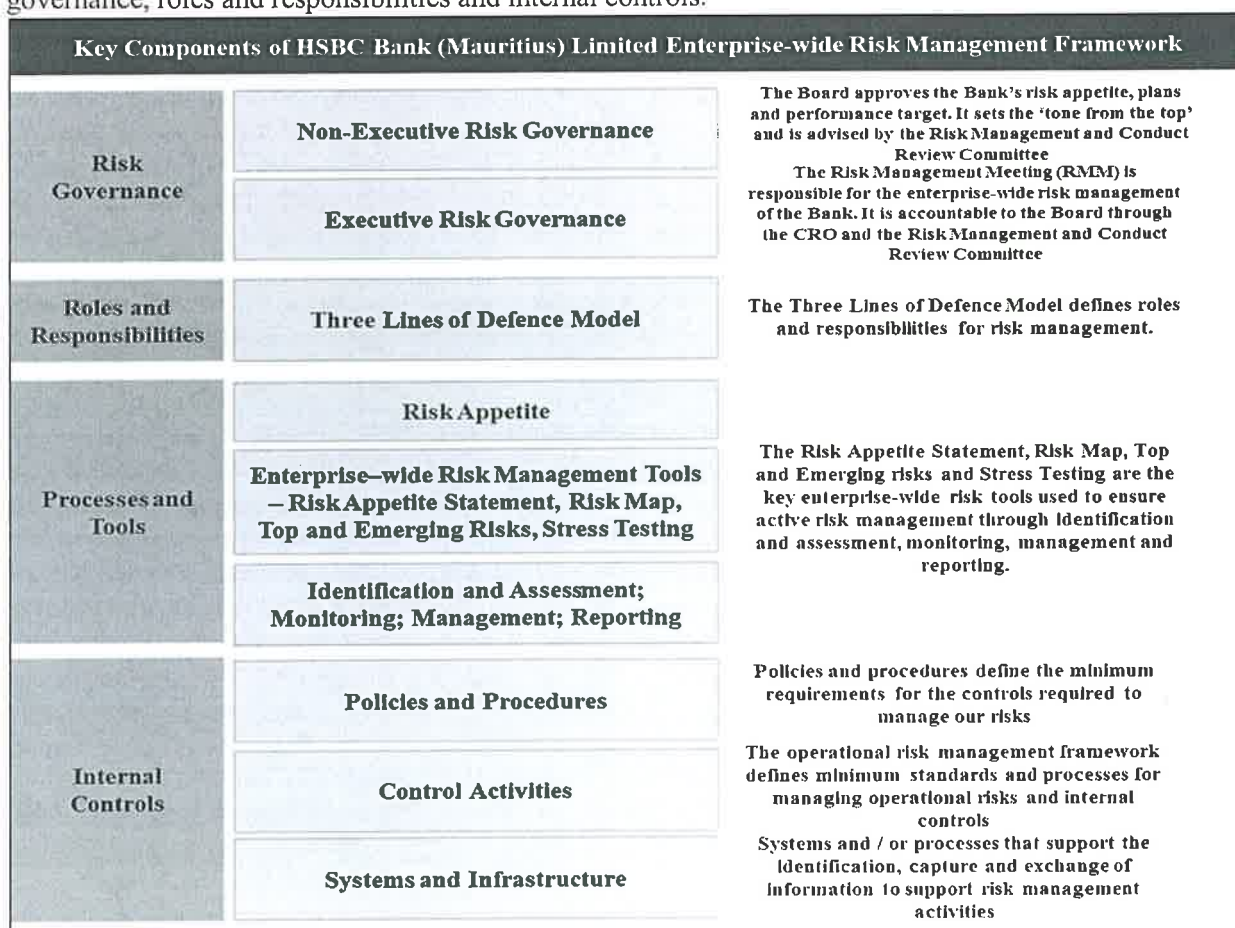 governance, roles and responsibilities and internal controls.
Key Components of HSBC Bank (Mauritius) Limited Enterprise-wide Risk Management Framework
Risk
Governance
Non-Executive Risk Governance
The Board approves the Bank's risk appetite, plans
and performance target. It sets the 'tone from the top'
and is advised by the Risk Management and Conduct
Review Committee
Executive Risk Governance
The Risk Management Meeting (RMM) is
responsible for the enterprise-wide risk management
of the Bank. It is accountable to the Board through
the CRO and the Risk Management and Conduct
Review Committee
Roles and
Responsibilities
Three Lines of Defence Model
The Three Lines of Defence Model defines roles
and responsibilities for risk management.
Processes and
Tools
Risk Appetite
Enterprise–wide Risk Management Tools
– Risk Appetite Statement, Risk Map,
Top and Emerging Risks, Stress Testing
Identification and Assessment;
Monitoring; Management; Reporting
The Risk Appetite Statement, Risk Map, Top
and Emerging risks and Stress Testing are the
key enterprise-wide risk tools used to ensure
active risk management through identification
and assessment, monitoring, management and
reporting.
Internal
Controls
Policies and Procedures
Policies and procedures define the minimum
requirements for the controls required to
manage our risks
Control Activities
The operational risk management framework
defines minimum standards and processes for
managing operational risks and internal
controls
Systems and Infrastructure
Systems and / or processes that support the
identification, capture and exchange of
information to support risk management
activities